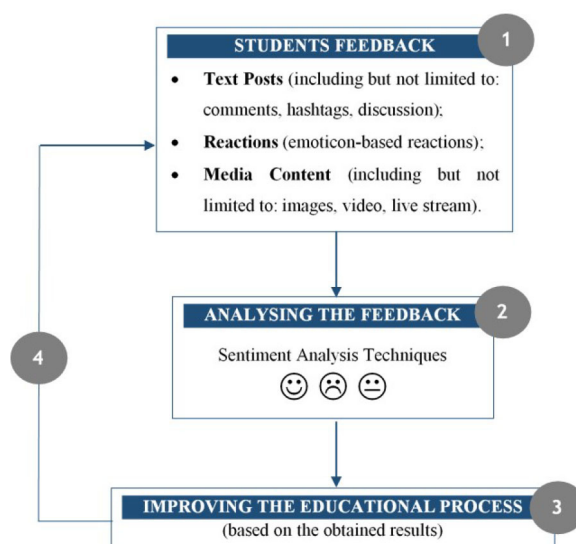 STUDENTS FEEDBACK
1
• Text Posts (including but not limited to:
comments, hashtags, discussion);
• Reactions (emoticon-based reactions);
• Media Content (including but not
limited to: images, video, live stream).
ANALYSING THE FEEDBACK
2
Sentiment Analysis Techniques
4
IMPROVING THE EDUCATIONAL PROCESS
3
(based on the obtained results)